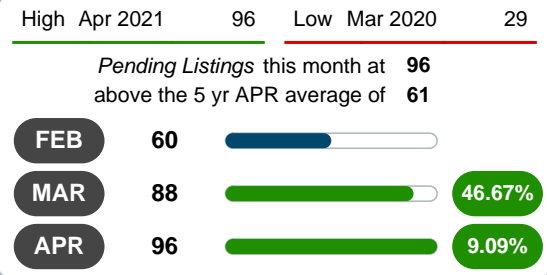 High Apr 2021 96 Low Mar 2020 29
Pending Listings this month at 96
above the 5 yr APR average of 61
FEB 60
MAR 88 46.67%
APR 96 9.09%